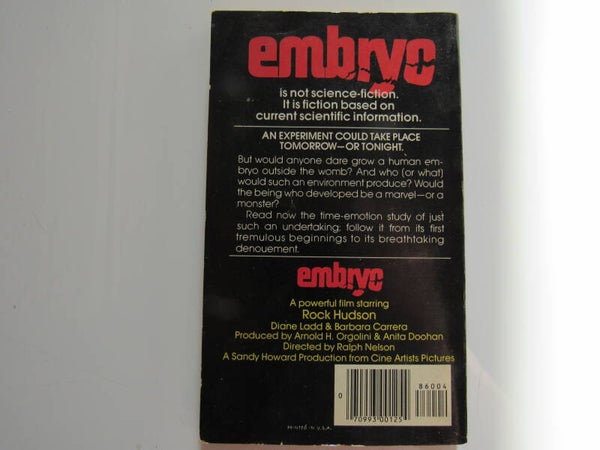 embryo
is not science-fiction.
It is fiction based on
current scientific information.
AN EXPERIMENT COULD TAKE PLACE
TOMORROW—OR TONIGHT.
But would anyone dare grow a human em-
bryo outside the womb? And who (or what)
would such an environment produce? Would
the being who developed be a marvel—or a
monster?
Read now the time-emotion study of just
such an undertaking; follow it from its first
tremulous beginnings to its breathtaking
denouement.
embryo
A powerful film starring
Rock Hudson
Diane Ladd & Barbara Carrera
Produced by Arnold H. Orgolini & Anita Doohan
Directed by Ralph Nelson
A Sandy Howard Production from Cine Artists Pictures
86004
0
70993 00125
PRINTED IN U.S.A.